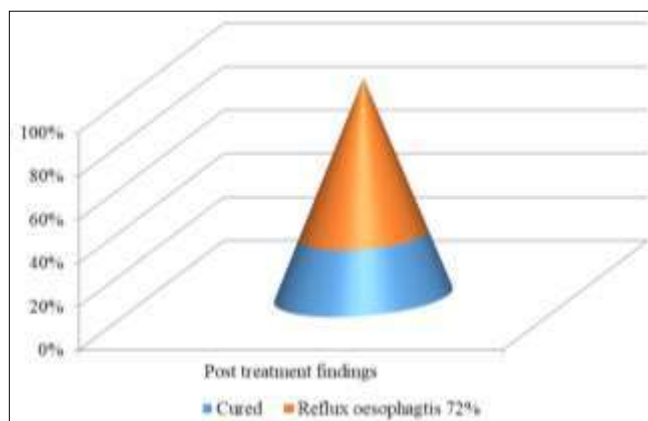 100%
80%
60%
40%
20%
0%
Post treatment findings
Cured
Reflux oesophagtis 72%